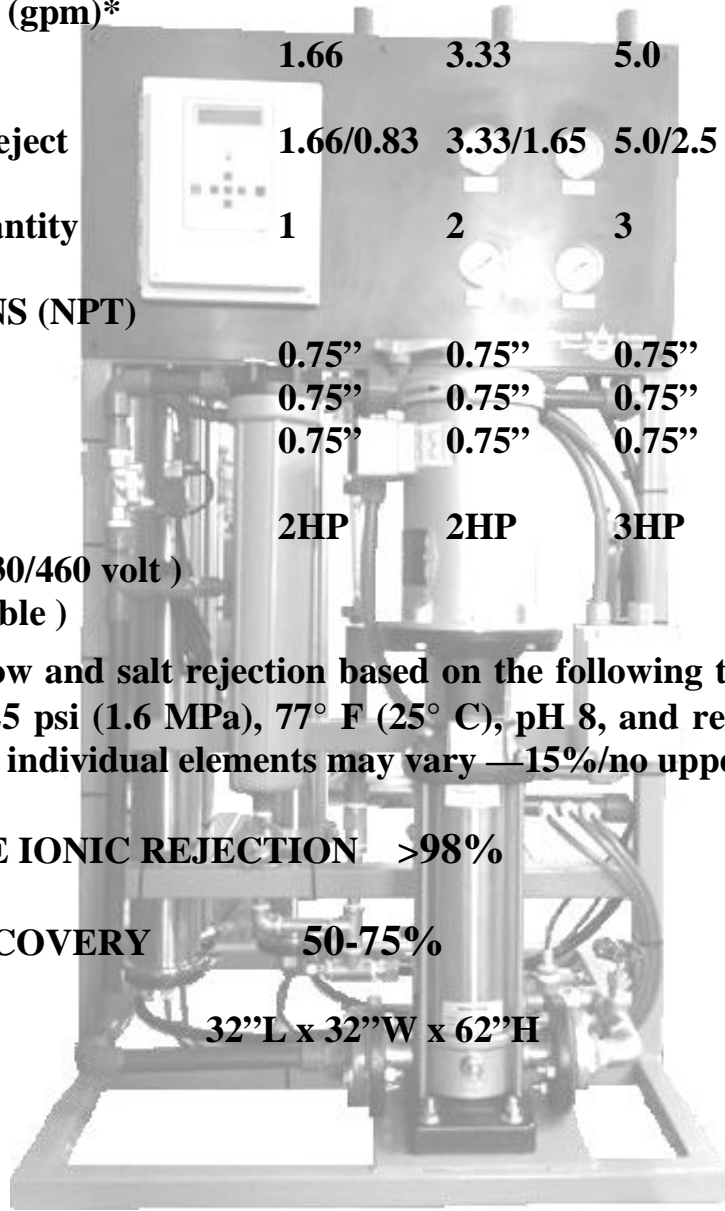 (gpm)*
1.66 3.33 5.0
eject 1.66/0.83 3.33/1.65 5.0/2.5
antity 1 2 3
NS (NPT)
0.75” 0.75” 0.75”
0.75” 0.75” 0.75”
0.75” 0.75” 0.75”
2HP 2HP 3HP
30/460 volt )
ble )
ow and salt rejection based on the following t
5 psi (1.6 MPa), 77° F (25° C), pH 8, and re
individual elements may vary —15%/no uppe
E IONIC REJECTION >98%
COVERY 50-75%
32”L x 32”W x 62”H